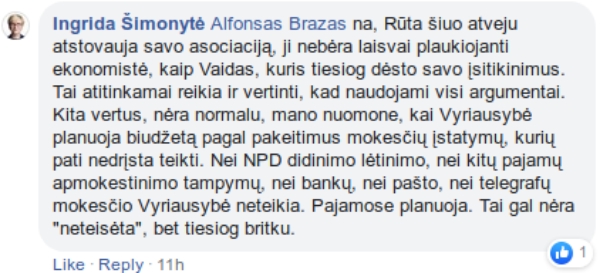 Ingrida Šimonytė Alfonsas Brazas na, Rūta šiuo atveju
atstovauja savo asociaciją, ji nebėra laisvai plaukiojanti
ekonomistė, kaip Vaidas, kuris tiesiog dėsto savo įsitikinimus.
Tai atitinkamai reikia ir vertinti, kad naudojami visi argumentai.
Kita vertus, nėra normalu, mano nuomone, kai Vyriausybė
planuoja biudžetą pagal pakeitimus mokesčių įstatymų, kurių
pati nedrįsta teikti. Nei NPD didinimo lėtinimo, nei kitų pajamų
apmokestinimo tampymų, nei bankų, nei pašto, nei telegrafų
mokesčio Vyriausybė neteikia. Pajamose planuoja. Tai gal nėra
"neteisėta", bet tiesiog britku.
1
Like · Reply · 11h